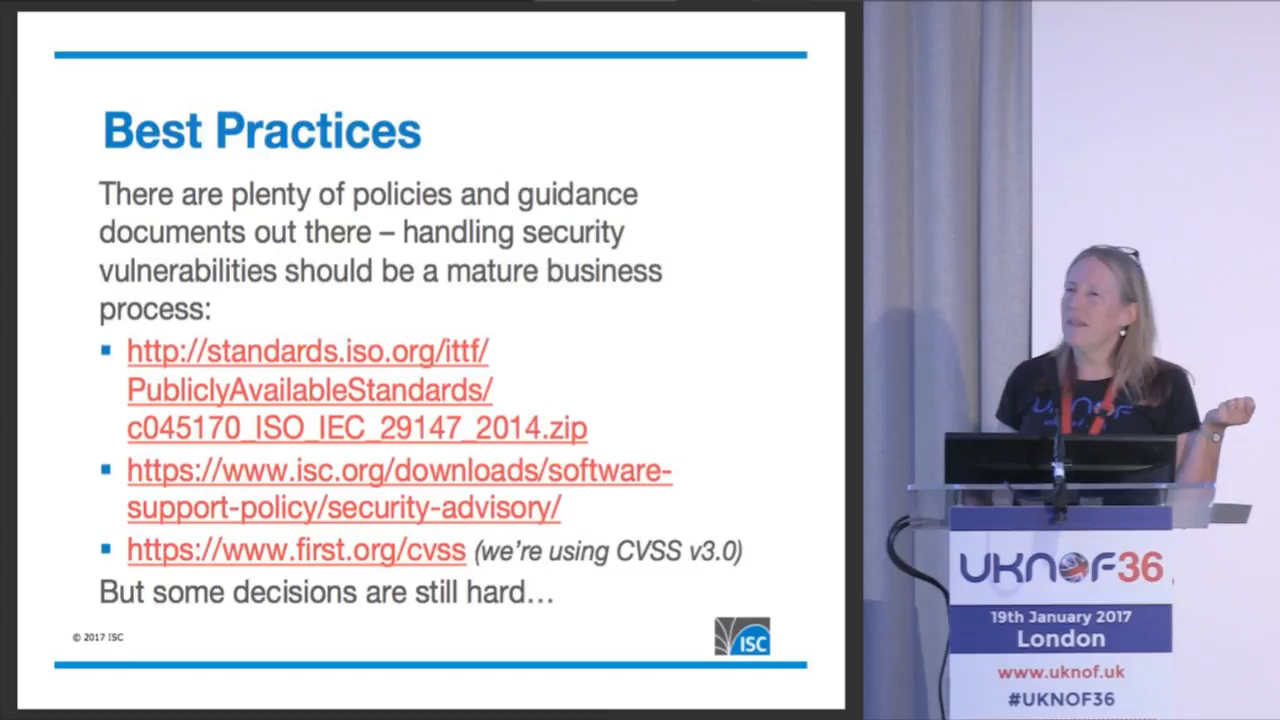 Best Practices
There are plenty of policies and guidance
documents out there – handling security
vulnerabilities should be a mature business
process:
http://standards.iso.org/ittf/
PubliclyAvailableStandards/
c045170_ISO_IEC_29147_2014.zip
https://www.isc.org/downloads/software-
support-policy/security-advisory/
https://www.first.org/cvss (we're using CVSS v3.0)
But some decisions are still hard…
© 2017 ISC
ISC
UKNOF
UKNOF36
19th January 2017
London
www.uknof.uk
#UKNOF36